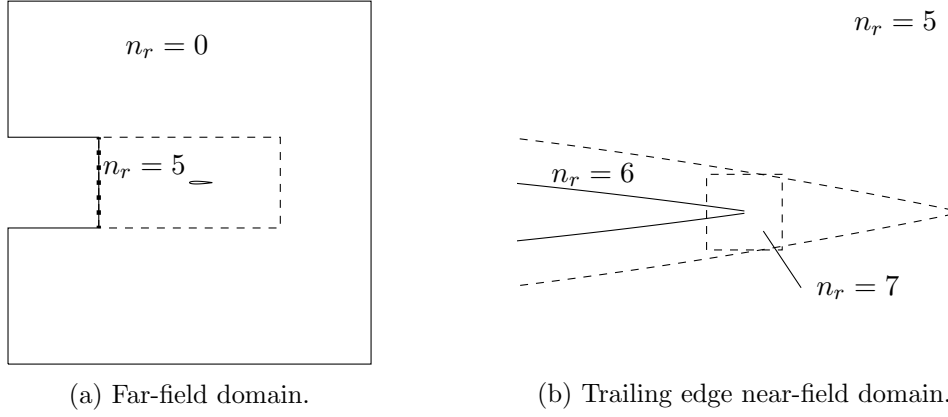 n_r = 0
n_r = 5
(a) Far-field domain.
n_r = 5
n_r = 6
n_r = 7
(b) Trailing edge near-field domain.